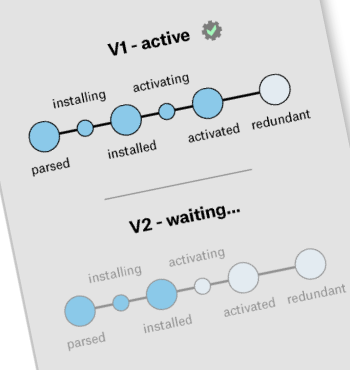 V1 - active
installing
activating
parsed
installed
activated
redundant
V2 - waiting...
installing
activating
parsed
installed
activated
redundant